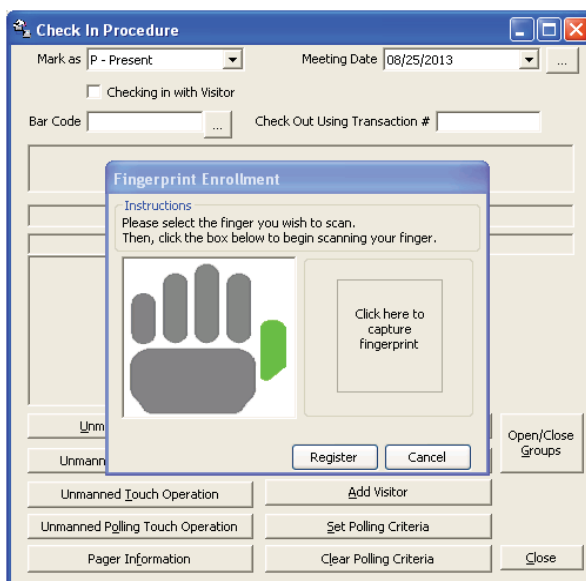 Check In Procedure
Mark as P - Present Meeting Date 08/25/2013 ...
Checking in with Visitor
Bar Code ... Check Out Using Transaction #
Fingerprint Enrollment
Instructions
Please select the finger you wish to scan.
Then, click the box below to begin scanning your finger.
Click here to
capture
fingerprint
Register Cancel
Open/Close
Groups
Unmanned Touch Operation Add Visitor
Unmanned Polling Touch Operation Set Polling Criteria
Pager Information Clear Polling Criteria Close